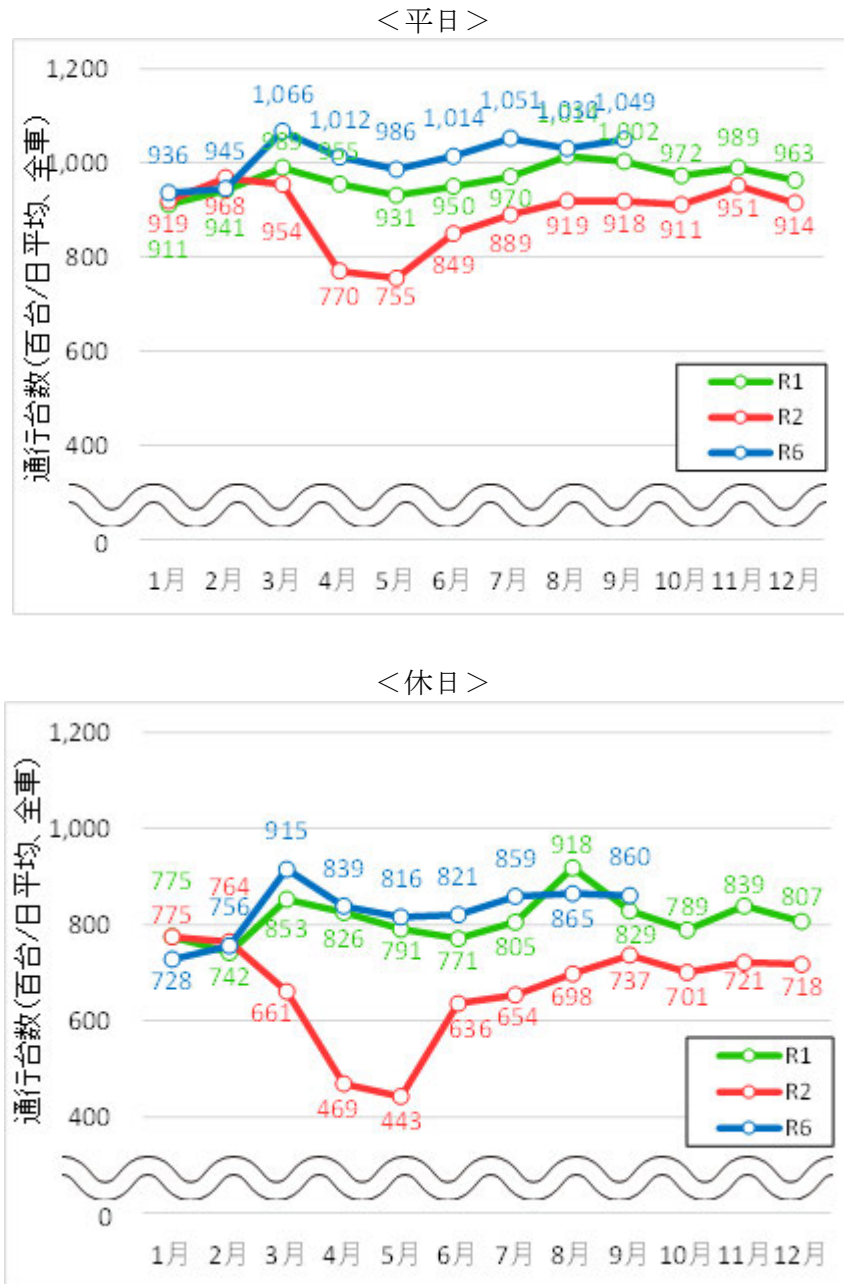 ＜平日＞
通行台数(百台/日平均、全車)
1,200
1,000
800
600
400
0
936 945 1,066 1,012 986 1,014 1,051 1,030 1,049
911 941 989 955 931 950 970 1,014 1,002 972 989 963
919 968 954 770 755 849 889 919 918 911 951 914
R1
R2
R6
1月 2月 3月 4月 5月 6月 7月 8月 9月 10月 11月 12月
＜休日＞
通行台数(百台/日平均、全車)
1,200
1,000
800
600
400
0
728 756 915 839 816 821 859 865 860
775 742 853 826 791 771 805 918 829 789 839 807
775 764 661 469 443 636 654 698 737 701 721 718
R1
R2
R6
1月 2月 3月 4月 5月 6月 7月 8月 9月 10月 11月 12月